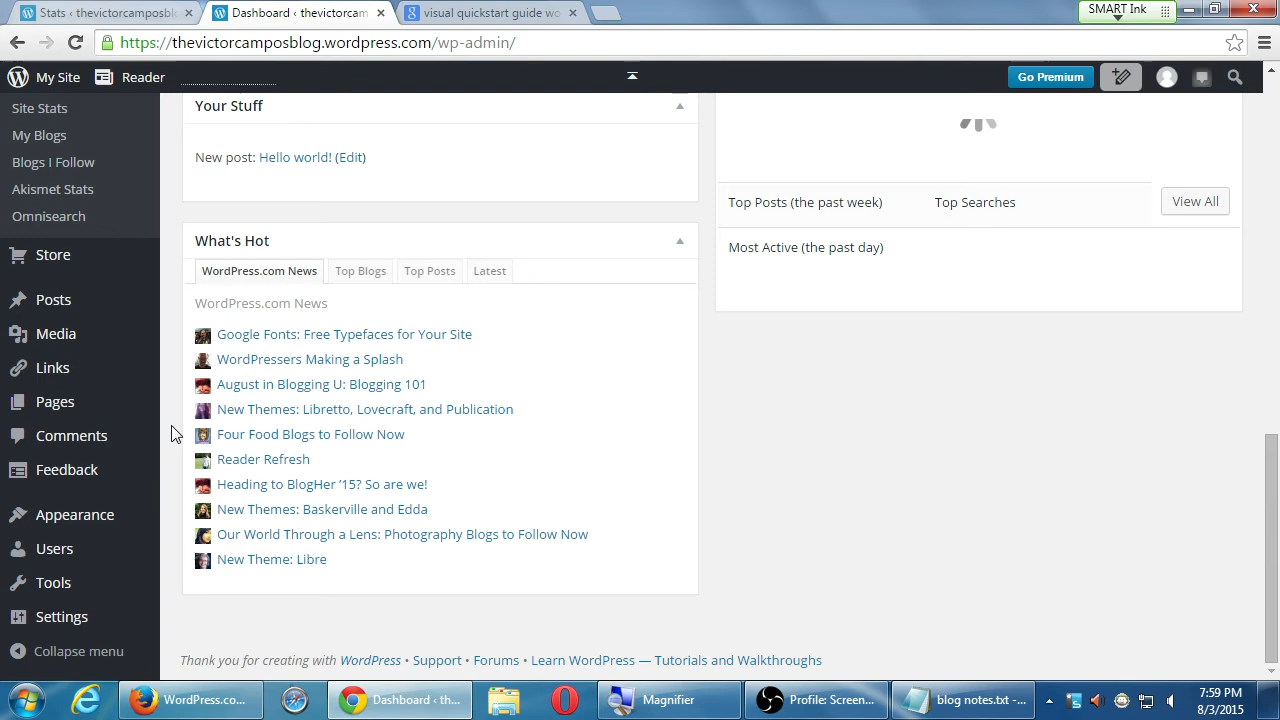 Stats ‹ thevictorcamposbl
Dashboard ‹ thevictorcam
visual quickstart guide wo
SMART Ink
https://thevictorcamposblog.wordpress.com/wp-admin/
My Site
Reader
Go Premium
Site Stats
My Blogs
Blogs I Follow
Akismet Stats
Omnisearch
Store
Posts
Media
Links
Pages
Comments
Feedback
Appearance
Users
Tools
Settings
Collapse menu
Your Stuff
New post: Hello world! (Edit)
What's Hot
WordPress.com News
Top Blogs
Top Posts
Latest
WordPress.com News
Google Fonts: Free Typefaces for Your Site
WordPressers Making a Splash
August in Blogging U: Blogging 101
New Themes: Libretto, Lovecraft, and Publication
Four Food Blogs to Follow Now
Reader Refresh
Heading to BlogHer ’15? So are we!
New Themes: Baskerville and Edda
Our World Through a Lens: Photography Blogs to Follow Now
New Theme: Libre
Top Posts (the past week)
Top Searches
View All
Most Active (the past day)
Thank you for creating with WordPress • Support • Forums • Learn WordPress — Tutorials and Walkthroughs
WordPress.co...
Dashboard ‹ th...
Magnifier
Profile: Screen...
blog notes.txt -...
7:59 PM
8/3/2015